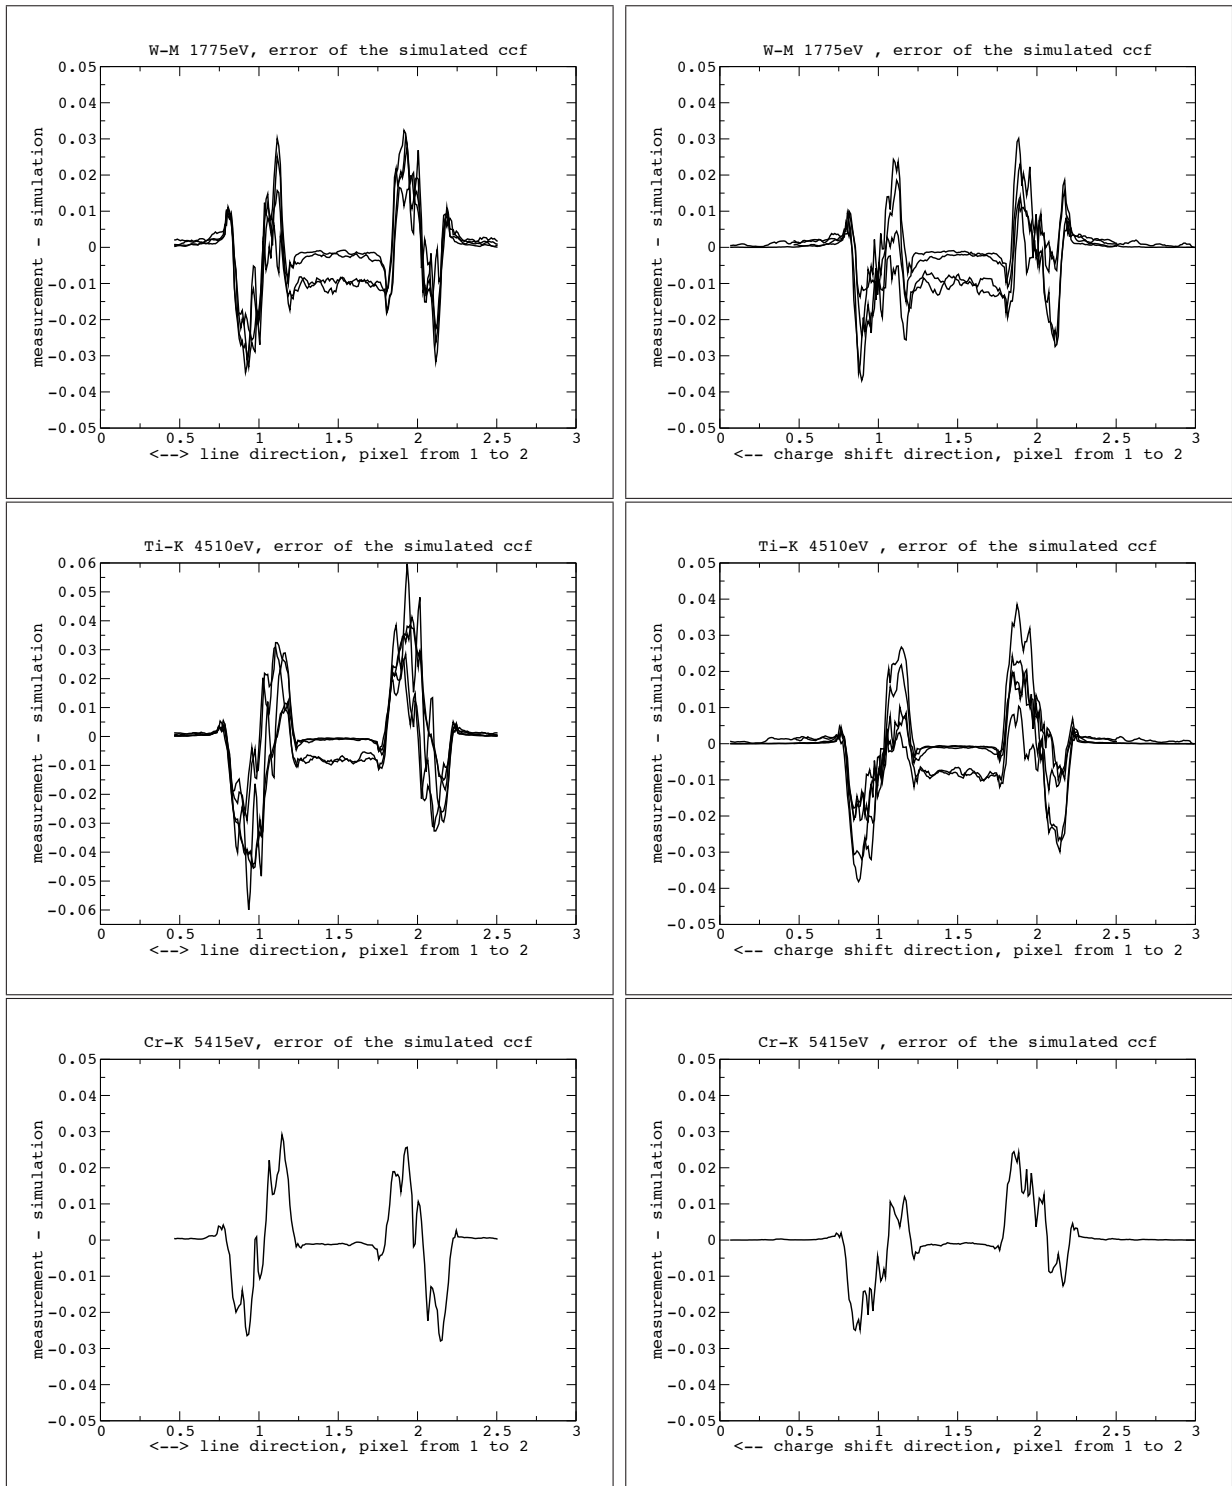 W-M 1775eV, error of the simulated ccf
0.05
0.04
0.03
0.02
0.01
0
-0.01
-0.02
-0.03
-0.04
-0.05
measurement - simulation
0 0.5 1 1.5 2 2.5 3
<--> line direction, pixel from 1 to 2
W-M 1775eV , error of the simulated ccf
0.05
0.04
0.03
0.02
0.01
0
-0.01
-0.02
-0.03
-0.04
-0.05
measurement - simulation
0 0.5 1 1.5 2 2.5 3
<-- charge shift direction, pixel from 1 to 2
Ti-K 4510eV, error of the simulated ccf
0.06
0.05
0.04
0.03
0.02
0.01
0
-0.01
-0.02
-0.03
-0.04
-0.05
-0.06
measurement - simulation
0 0.5 1 1.5 2 2.5 3
<--> line direction, pixel from 1 to 2
Ti-K 4510eV , error of the simulated ccf
0.05
0.04
0.03
0.02
0.01
0
-0.01
-0.02
-0.03
-0.04
-0.05
measurement - simulation
0 0.5 1 1.5 2 2.5 3
<-- charge shift direction, pixel from 1 to 2
Cr-K 5415eV, error of the simulated ccf
0.05
0.04
0.03
0.02
0.01
0
-0.01
-0.02
-0.03
-0.04
-0.05
measurement - simulation
0 0.5 1 1.5 2 2.5 3
<--> line direction, pixel from 1 to 2
Cr-K 5415eV , error of the simulated ccf
0.05
0.04
0.03
0.02
0.01
0
-0.01
-0.02
-0.03
-0.04
-0.05
measurement - simulation
0 0.5 1 1.5 2 2.5 3
<-- charge shift direction, pixel from 1 to 2